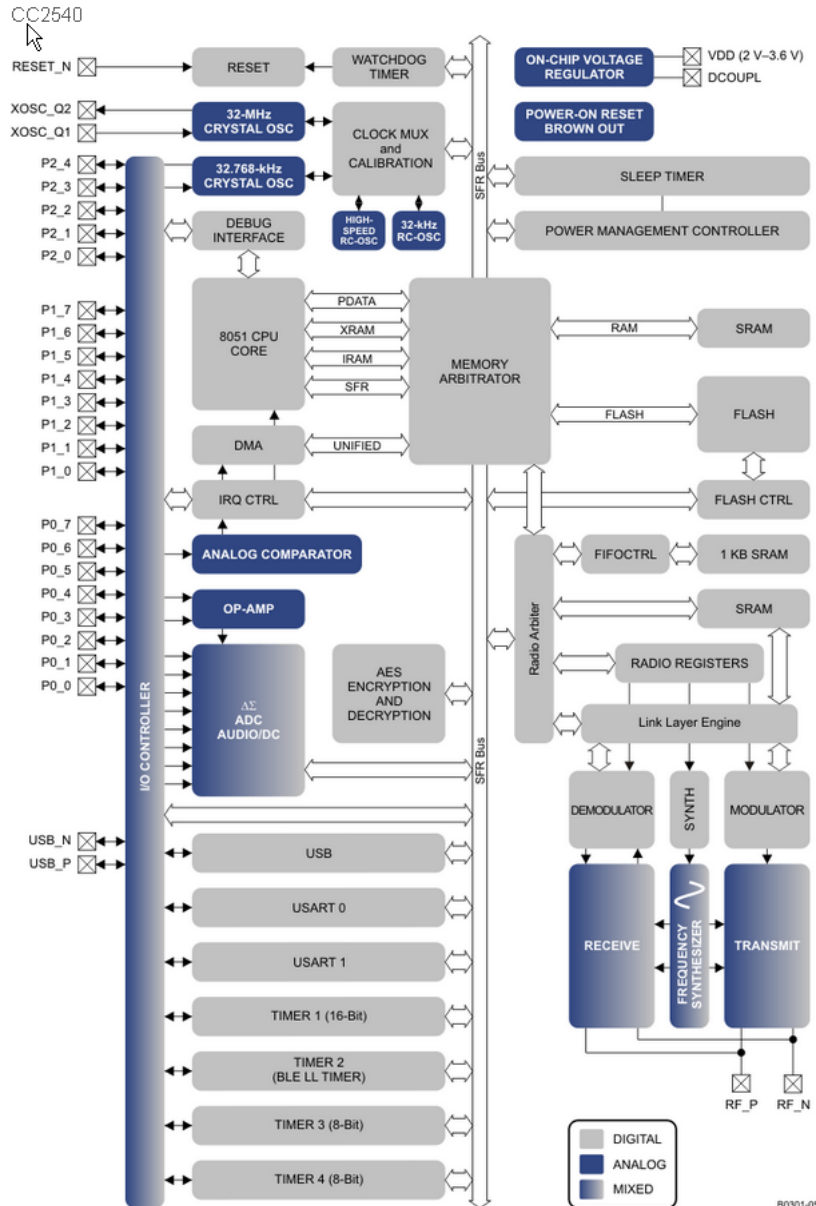 CC2540
RESET_N
RESET
WATCHDOG
TIMER
ON-CHIP VOLTAGE
REGULATOR
VDD (2 V–3.6 V)
DCOUPL
XOSC_Q2
XOSC_Q1
32-MHz
CRYSTAL OSC
CLOCK MUX
and
CALIBRATION
POWER-ON RESET
BROWN OUT
SFR Bus
P2_4
P2_3
P2_2
P2_1
P2_0
32.768-kHz
CRYSTAL OSC
SLEEP TIMER
HIGH-
SPEED
RC-OSC
32-kHz
RC-OSC
POWER MANAGEMENT CONTROLLER
DEBUG
INTERFACE
P1_7
P1_6
P1_5
P1_4
P1_3
P1_2
P1_1
P1_0
8051 CPU
CORE
PDATA
XRAM
IRAM
SFR
MEMORY
ARBITRATOR
RAM
SRAM
FLASH
FLASH
DMA
UNIFIED
IRQ CTRL
FLASH CTRL
P0_7
P0_6
P0_5
P0_4
P0_3
P0_2
P0_1
P0_0
ANALOG COMPARATOR
OP-AMP
FIFOCTRL
1 KB SRAM
Radio Arbiter
SRAM
RADIO REGISTERS
Link Layer Engine
I/O CONTROLLER
ΔΣ
ADC
AUDIO/DC
AES
ENCRYPTION
AND
DECRYPTION
SFR Bus
DEMODULATOR
SYNTH
MODULATOR
USB_N
USB_P
USB
USART 0
USART 1
TIMER 1 (16-Bit)
TIMER 2
(BLE LL TIMER)
TIMER 3 (8-Bit)
TIMER 4 (8-Bit)
RECEIVE
FREQUENCY
SYNTHESIZER
TRANSMIT
RF_P
RF_N
DIGITAL
ANALOG
MIXED
B0301-05